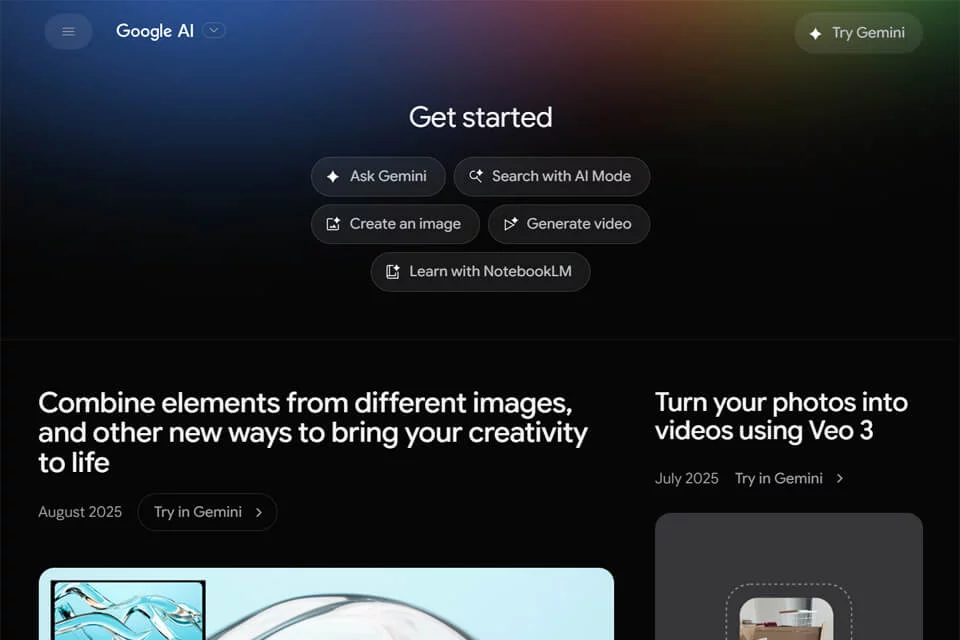 Google AI
Try Gemini
Get started
Ask Gemini
Search with AI Mode
Create an image
Generate video
Learn with NotebookLM
Combine elements from different images,
and other new ways to bring your creativity
to life
August 2025
Try in Gemini
Turn your photos into
videos using Veo 3
July 2025
Try in Gemini